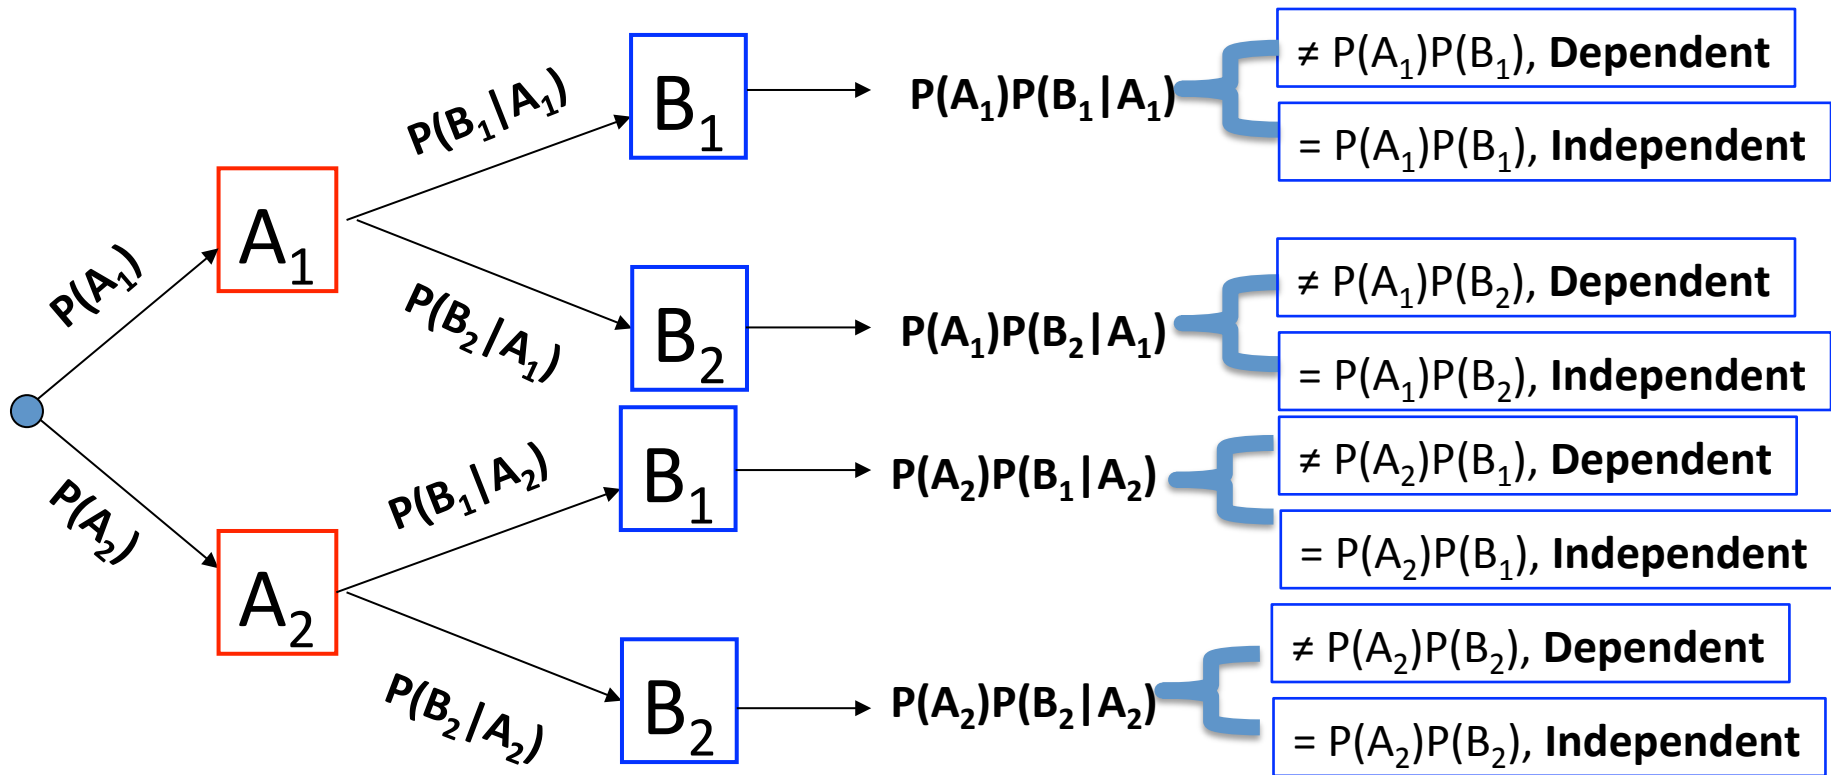 P(A₁)
P(A₂)
A₁
A₂
P(B₁|A₁)
P(B₂|A₁)
P(B₁|A₂)
P(B₂|A₂)
B₁
B₂
B₁
B₂
P(A₁)P(B₁|A₁)
≠ P(A₁)P(B₁), Dependent
= P(A₁)P(B₁), Independent
P(A₁)P(B₂|A₁)
≠ P(A₁)P(B₂), Dependent
= P(A₁)P(B₂), Independent
P(A₂)P(B₁|A₂)
≠ P(A₂)P(B₁), Dependent
= P(A₂)P(B₁), Independent
P(A₂)P(B₂|A₂)
≠ P(A₂)P(B₂), Dependent
= P(A₂)P(B₂), Independent